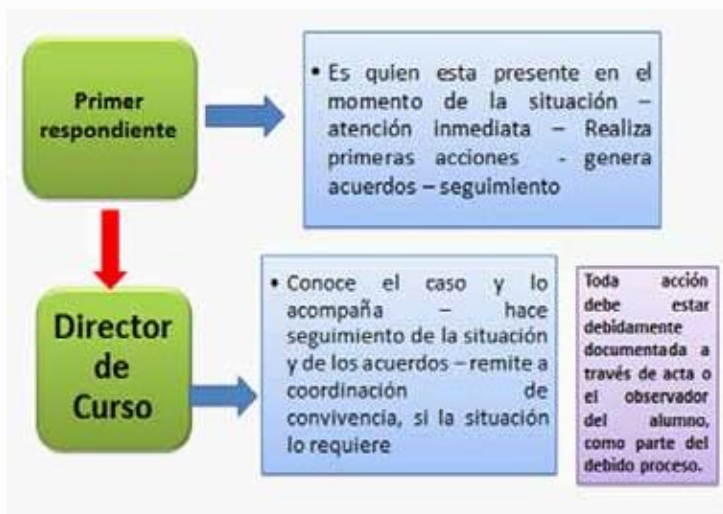 Primer
respondiente
• Es quien esta presente en el
momento de la situación –
atención inmediata – Realiza
primeras acciones - genera
acuerdos – seguimiento
Director
de
Curso
• Conoce el caso y lo
acompaña – hace
seguimiento de la situación
y de los acuerdos – remite a
coordinación de
convivencia, si la situación
lo requiere
Toda acción
debe estar
debidamente
documentada a
través de acta o
el observador
del alumno,
como parte del
debido proceso.